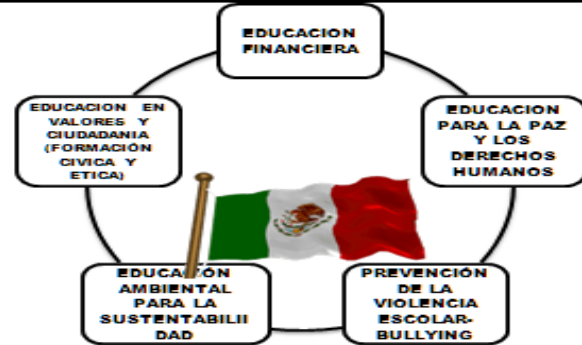 EDUCACION
FINANCIERA
EDUCACION EN
VALORES Y
CIUDADANIA
(FORMACIÓN
CIVICA Y
ETICA)
EDUCACION
PARA LA PAZ
Y LOS
DERECHOS
HUMANOS
EDUCACIÓN
AMBIENTAL
PARA LA
SUSTENTABILII
DAD
PREVENCIÓN
DE LA
VIOLENCIA
ESCOLAR-
BULLYING